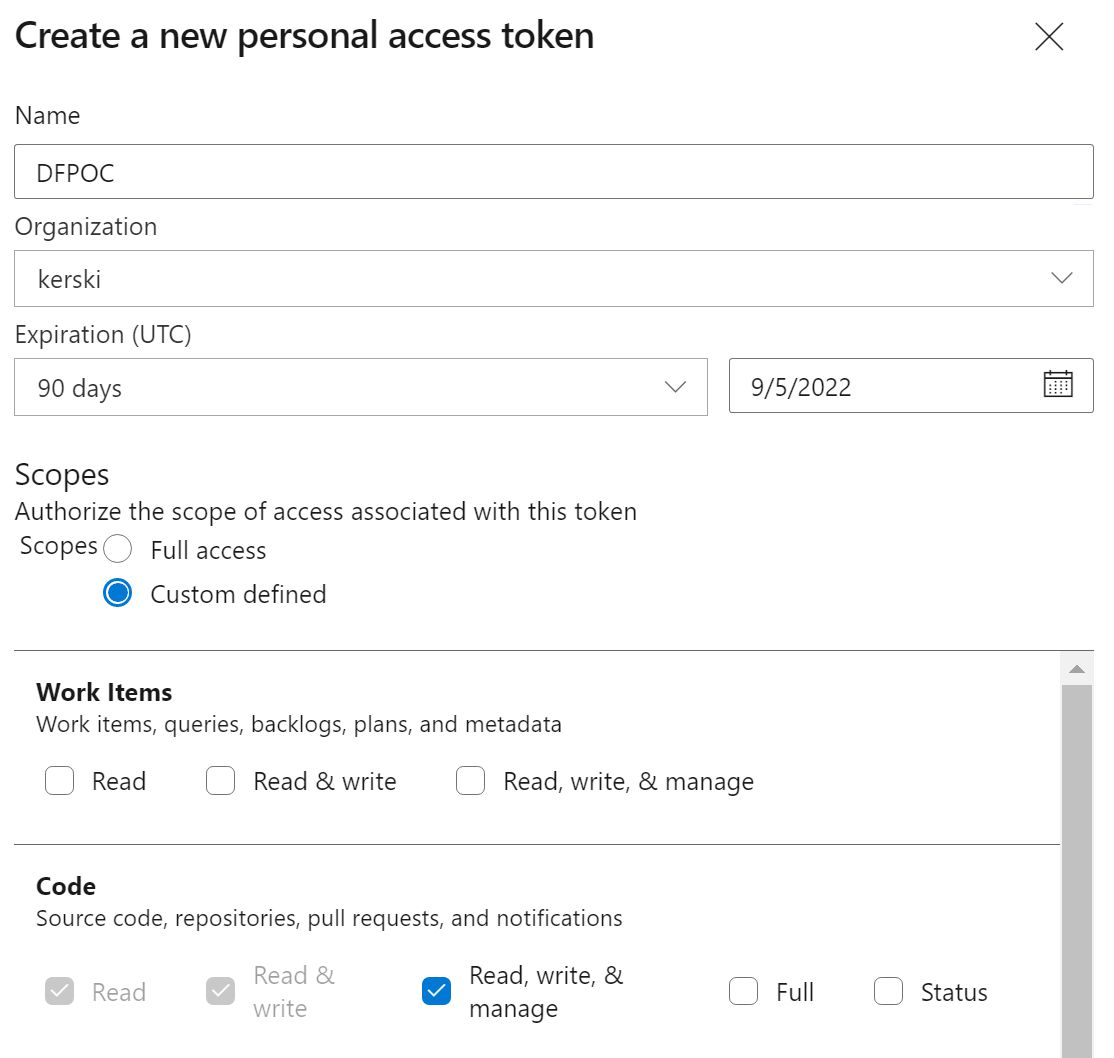 Create a new personal access token
Name
DFPOC
Organization
kerski
Expiration (UTC)
90 days
9/5/2022
Scopes
Authorize the scope of access associated with this token
Scopes
Full access
Custom defined
Work Items
Work items, queries, backlogs, plans, and metadata
Read
Read & write
Read, write, & manage
Code
Source code, repositories, pull requests, and notifications
Read
Read &
write
Read, write, &
manage
Full
Status